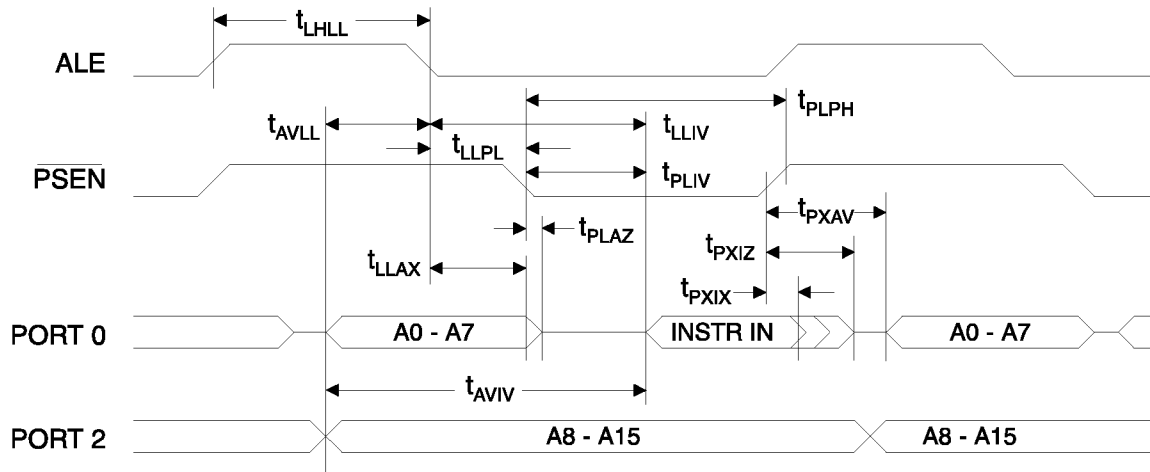 tLHLL
ALE
tPLPH
tAVLL
tLLIV
tLLPL
PSEN
tPLIV
tPXAV
tPLAZ
tPXIZ
tLLAX
tPXIX
PORT 0
A0 - A7
INSTR IN
A0 - A7
tAVIV
PORT 2
A8 - A15
A8 - A15